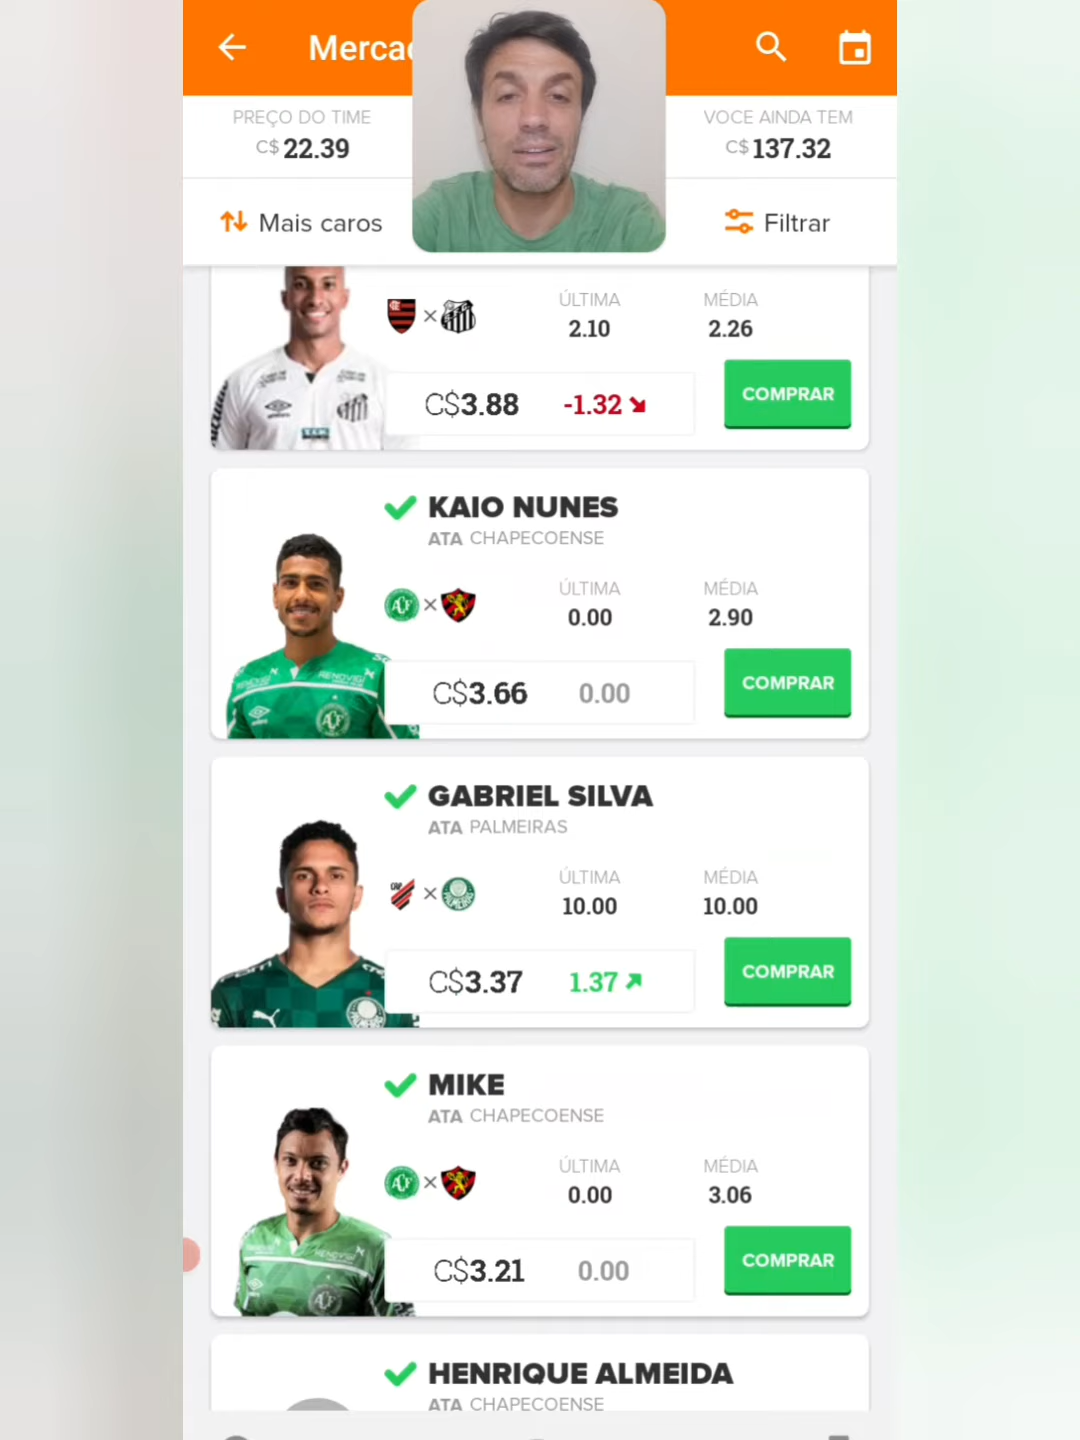 Mercad
PREÇO DO TIME
C$ 22.39
VOCE AINDA TEM
C$ 137.32
Mais caros
Filtrar
ÚLTIMA
2.10
MÉDIA
2.26
C$3.88
-1.32
COMPRAR
KAIO NUNES
ATA CHAPECOENSE
ÚLTIMA
0.00
MÉDIA
2.90
C$3.66
0.00
COMPRAR
GABRIEL SILVA
ATA PALMEIRAS
ÚLTIMA
10.00
MÉDIA
10.00
C$3.37
1.37
COMPRAR
MIKE
ATA CHAPECOENSE
ÚLTIMA
0.00
MÉDIA
3.06
C$3.21
0.00
COMPRAR
HENRIQUE ALMEIDA
ATA CHAPECOENSE